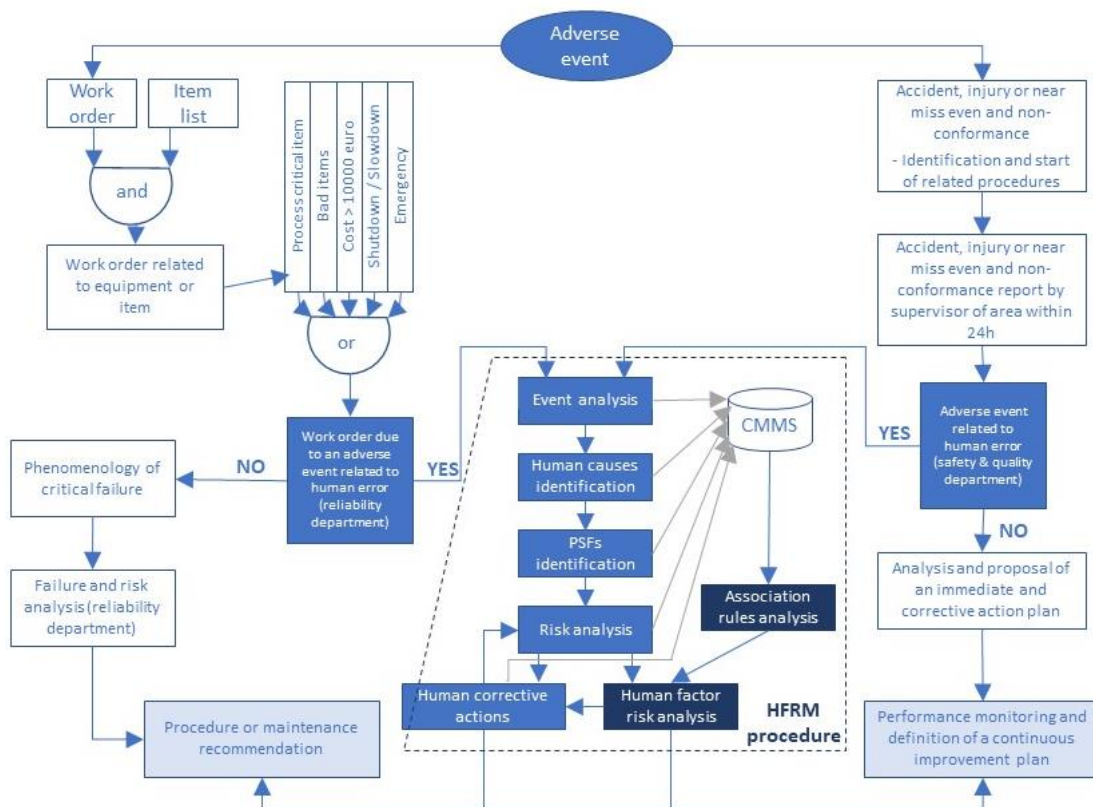 Adverse
event
Work
order
Item
list
and
Work order related
to equipment or
item
Process critical item
Bad items
Cost > 10000 euro
Shutdown / Slowdown
Emergency
or
Accident, injury or near
miss even and non-
conformance
- Identification and start
of related procedures
Accident, injury or near
miss even and non-
conformance report by
supervisor of area within
24h
Work order due
to an adverse
event related to
human error
(reliability
department)
NO
YES
Phenomenology of
critical failure
Failure and risk
analysis (reliability
department)
Procedure or maintenance
recommendation
Event analysis
Human causes
identification
PSFs
identification
Risk analysis
Human corrective
actions
CMMS
Association
rules analysis
Human factor
risk analysis
HFRM
procedure
YES
Adverse event
related to
human error
(safety & quality
department)
NO
Analysis and proposal of
an immediate and
corrective action plan
Performance monitoring and
definition of a continuous
improvement plan